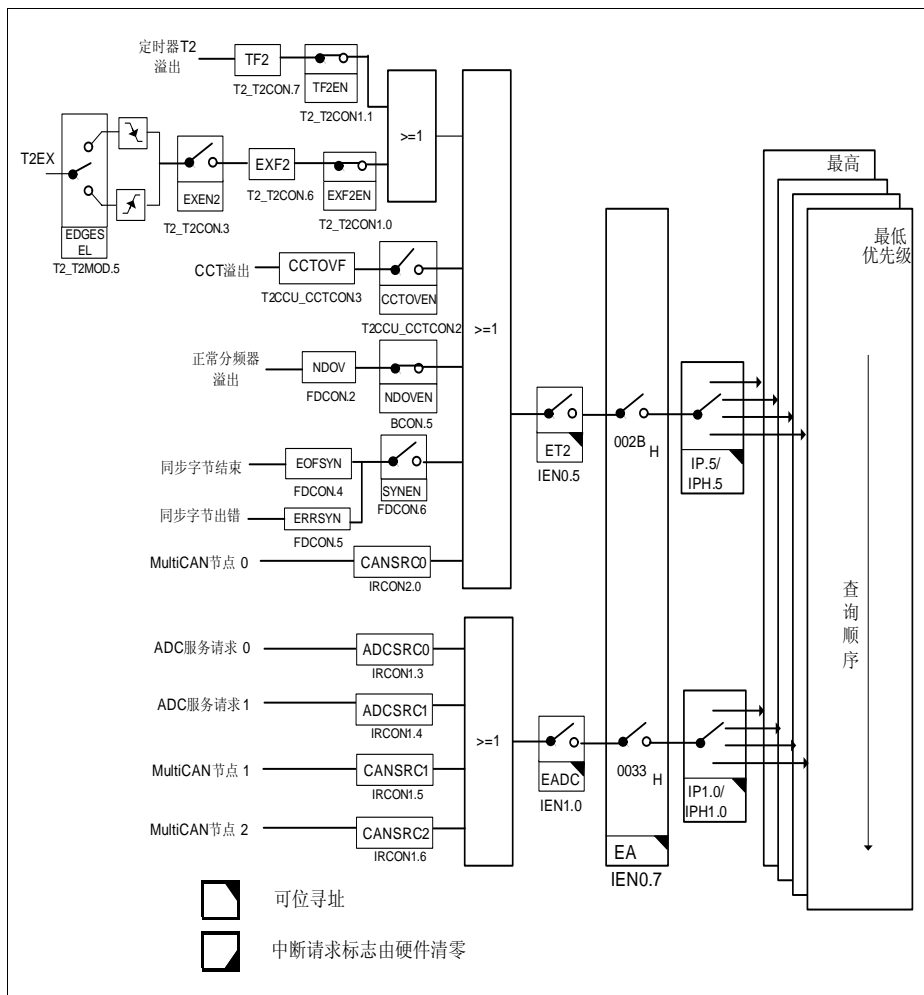 定时器T2
溢出
TF2
T2_T2CON.7
TF2EN
T2_T2CON1.1
>=1
T2EX
EDGES
EL
T2_T2MOD.5
EXEN2
T2_T2CON.3
EXF2
T2_T2CON.6
EXF2EN
T2_T2CON1.0
CCT溢出
CCTOVF
T2CCU_CCTCON.3
CCTOVEN
T2CCU_CCTCON.2
>=1
正常分频器
溢出
NDOV
FDCON.2
NDOVEN
BCON.5
同步字节结束
EOFSYN
FDCON.4
SYNEN
FDCON.6
同步字节出错
ERRSYN
FDCON.5
MultiCAN节点 0
CANSRC0
IRCON2.0
ET2
IEN0.5
002B H
IP.5/
IPH.5
最高
最低
优先级
查询顺序
ADC服务请求 0
ADCSRC0
IRCON1.3
ADC服务请求 1
ADCSRC1
IRCON1.4
MultiCAN节点 1
CANSRC1
IRCON1.5
MultiCAN节点 2
CANSRC2
IRCON1.6
>=1
EADC
IEN1.0
0033 H
IP1.0/
IPH1.0
EA
IEN0.7
可位寻址
中断请求标志由硬件清零